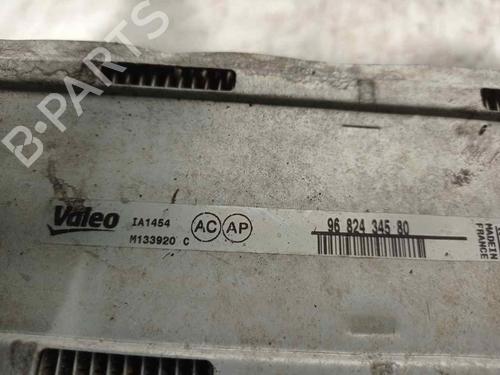 B-PARTS
Valeo
IA1454
M133920 C
AC AP
96 824 345 80
MADE IN
FRANCE